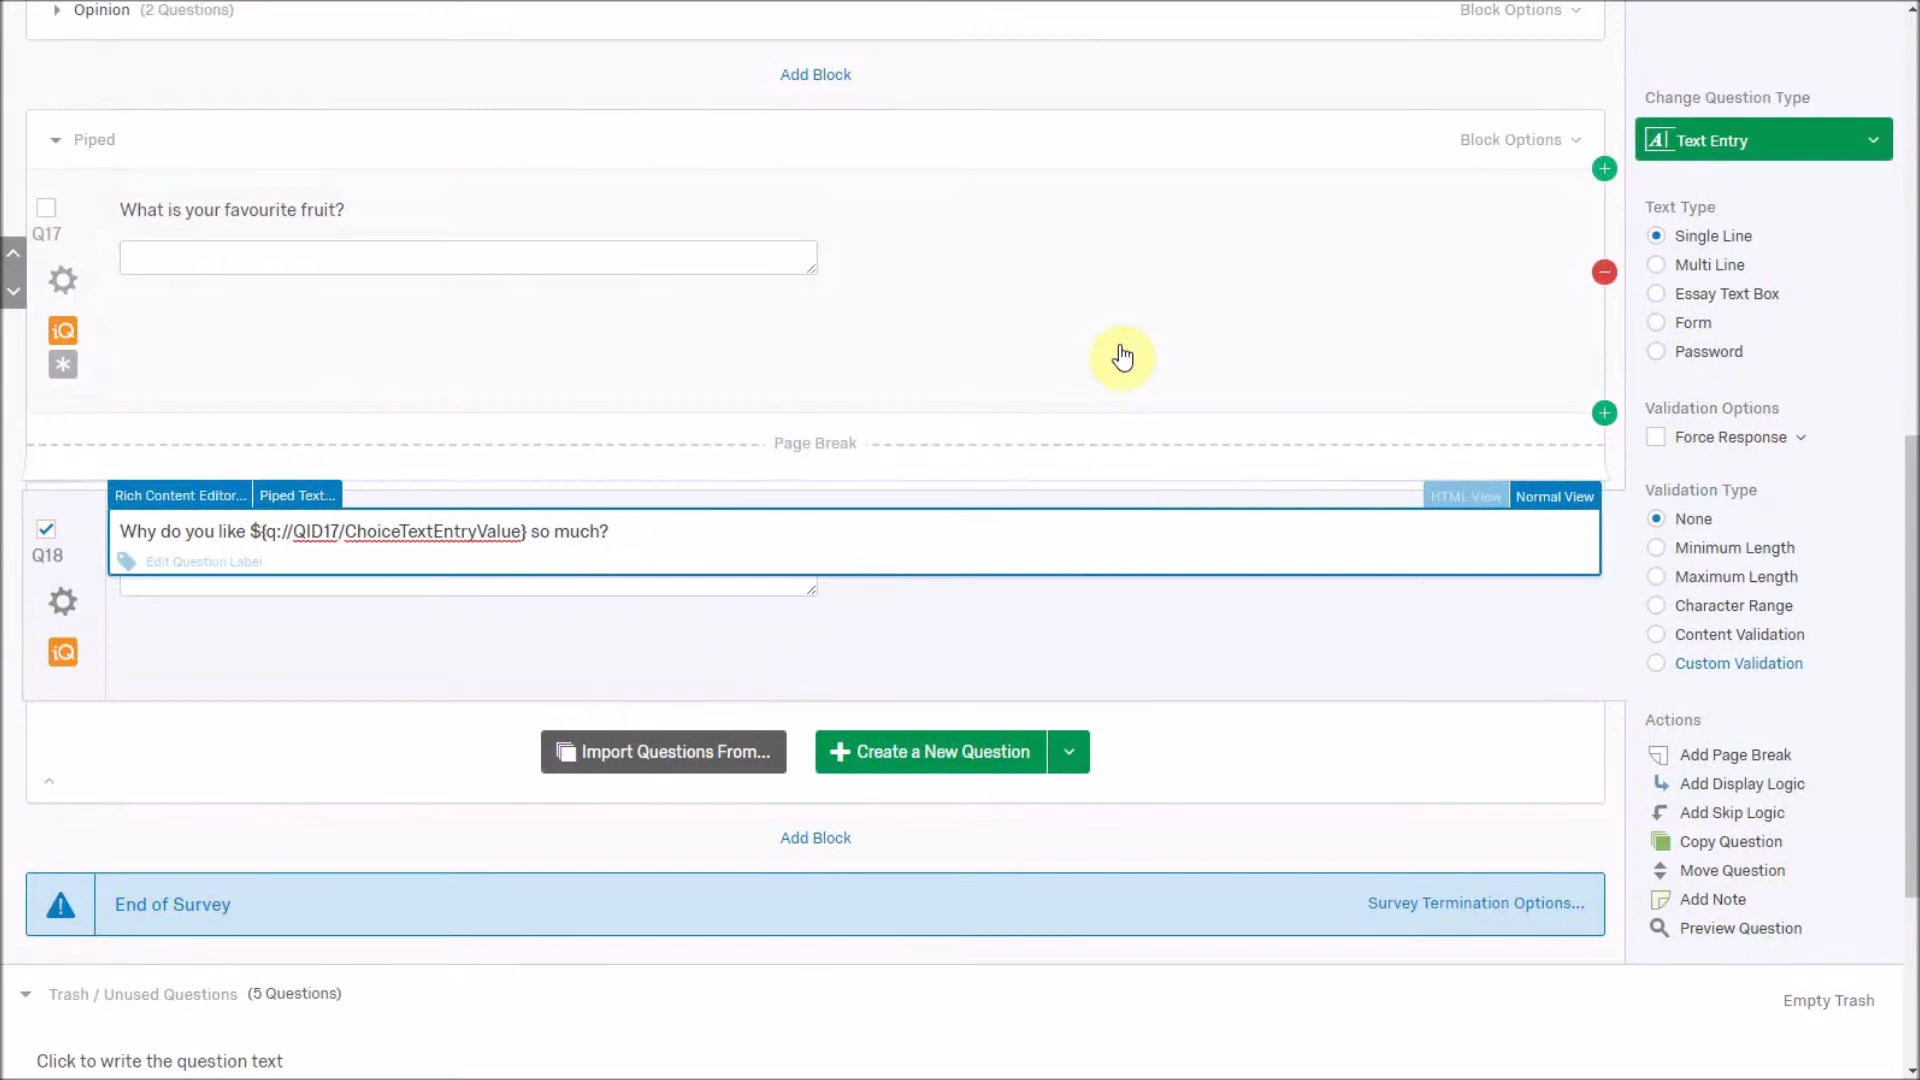 Opinion (2 Questions)
Block Options
Add Block
Piped
Block Options
Q17
What is your favourite fruit?
iQ
Page Break
Rich Content Editor...
Piped Text...
HTML View
Normal View
Q18
Why do you like ${q://QID17/ChoiceTextEntryValue} so much?
Edit Question Label
iQ
Import Questions From...
Create a New Question
Add Block
End of Survey
Survey Termination Options...
Trash / Unused Questions (5 Questions)
Empty Trash
Click to write the question text
Change Question Type
Text Entry
Text Type
Single Line
Multi Line
Essay Text Box
Form
Password
Validation Options
Force Response
Validation Type
None
Minimum Length
Maximum Length
Character Range
Content Validation
Custom Validation
Actions
Add Page Break
Add Display Logic
Add Skip Logic
Copy Question
Move Question
Add Note
Preview Question